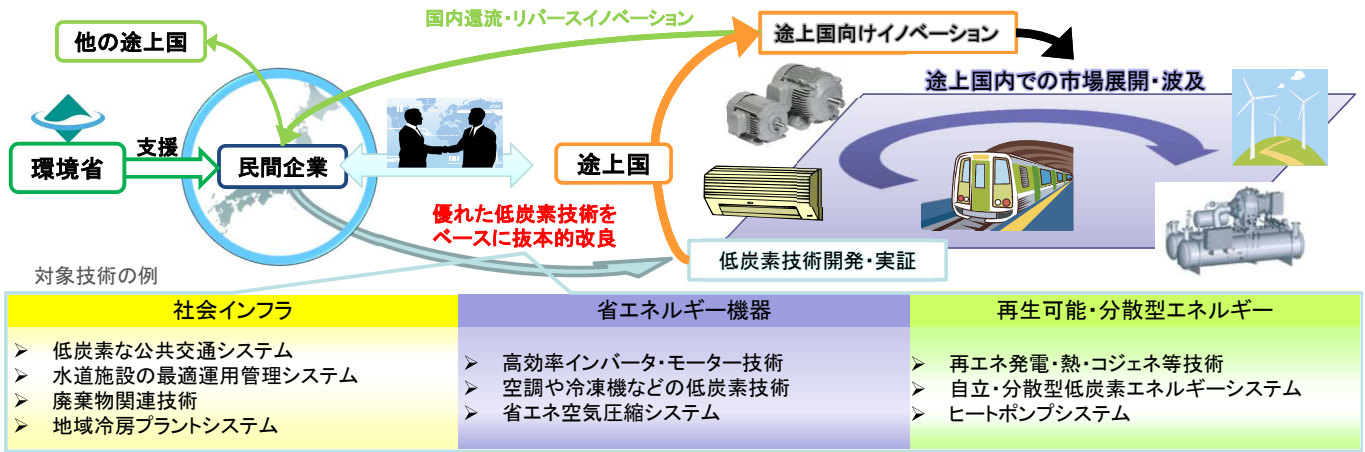 国内還流・リバースイノベーション
他の途上国
途上国向けイノベーション
途上国内での市場展開・波及
環境省
支援
民間企業
途上国
優れた低炭素技術を
ベースに抜本的改良
低炭素技術開発・実証
対象技術の例
社会インフラ
➢ 低炭素な公共交通システム
➢ 水道施設の最適運用管理システム
➢ 廃棄物関連技術
➢ 地域冷房プラントシステム
省エネルギー機器
➢ 高効率インバータ・モーター技術
➢ 空調や冷凍機などの低炭素技術
➢ 省エネ空気圧縮システム
再生可能・分散型エネルギー
➢ 再エネ発電・熱・コジェネ等技術
➢ 自立・分散型低炭素エネルギーシステム
➢ ヒートポンプシステム